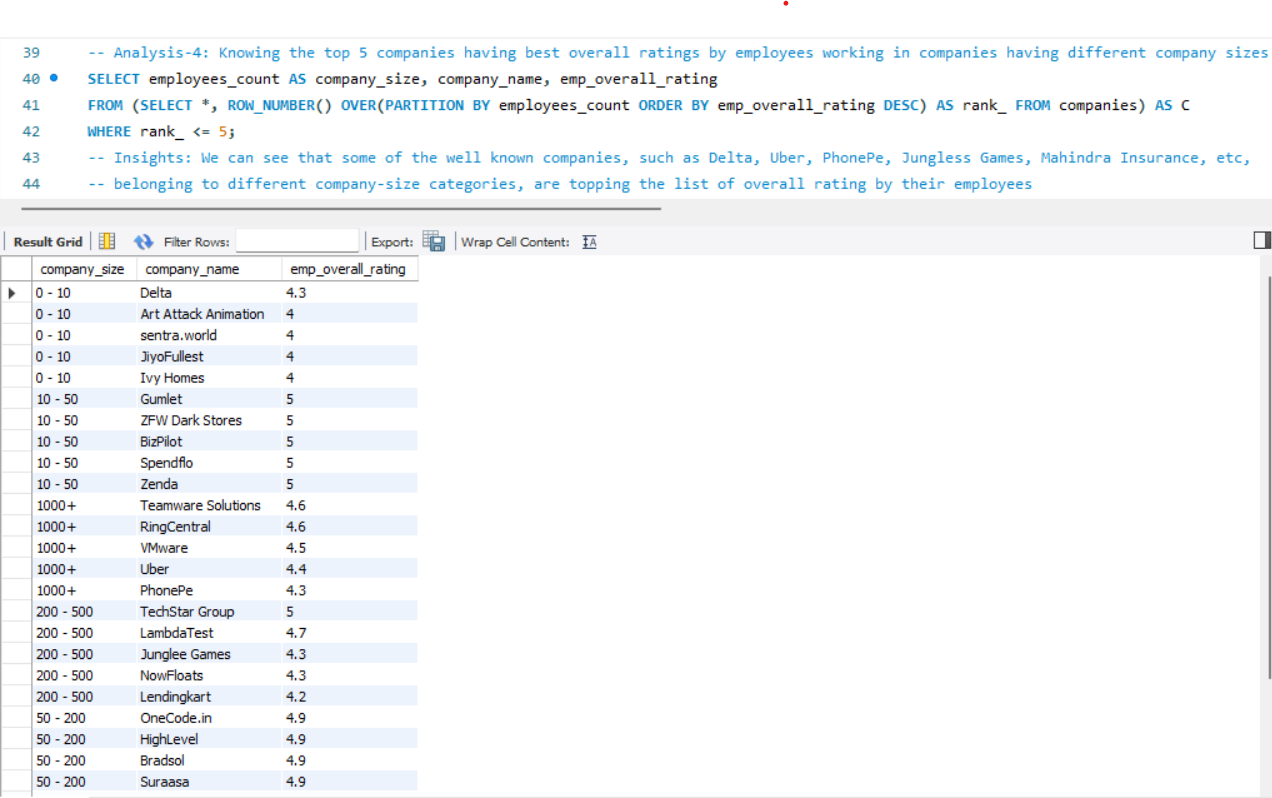 39 -- Analysis-4: Knowing the top 5 companies having best overall ratings by employees working in companies having different company sizes
40 SELECT employees_count AS company_size, company_name, emp_overall_rating
41 FROM (SELECT *, ROW_NUMBER() OVER(PARTITION BY employees_count ORDER BY emp_overall_rating DESC) AS rank_ FROM companies) AS C
42 WHERE rank_ <= 5;
43 -- Insights: We can see that some of the well known companies, such as Delta, Uber, PhonePe, Jungless Games, Mahindra Insurance, etc,
44 -- belonging to different company-size categories, are topping the list of overall rating by their employees
Result Grid Filter Rows: Export: Wrap Cell Content: IA
company_size company_name emp_overall_rating
0 - 10 Delta 4.3
0 - 10 Art Attack Animation 4
0 - 10 sentra.world 4
0 - 10 JiyoFullest 4
0 - 10 Ivy Homes 4
10 - 50 Gumlet 5
10 - 50 ZFW Dark Stores 5
10 - 50 BizPilot 5
10 - 50 Spendflo 5
10 - 50 Zenda 5
1000+ Teamware Solutions 4.6
1000+ RingCentral 4.6
1000+ VMware 4.5
1000+ Uber 4.4
1000+ PhonePe 4.3
200 - 500 TechStar Group 5
200 - 500 LambdaTest 4.7
200 - 500 Junglee Games 4.3
200 - 500 NowFloats 4.3
200 - 500 Lendingkart 4.2
50 - 200 OneCode.in 4.9
50 - 200 HighLevel 4.9
50 - 200 Bradsol 4.9
50 - 200 Suraasa 4.9